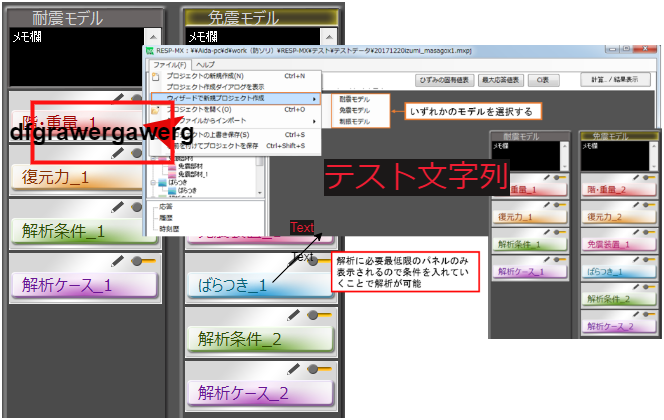 耐震モデル
免震モデル
メモ欄
メモ欄
階・重量_1
dfgrawergawerg
復元力_1
解析条件_1
解析ケース_1
ばらつき_1
解析条件_2
解析ケース_2
RESP-MX : ¥¥Aida-pc¥d¥work (防ソリ) ¥RESP-MX¥テスト¥テストデータ¥20171220izumi_masagox1.mxpj
ファイル(F) ヘルプ
プロジェクトの新規作成(N) Ctrl+N
プロジェクト作成ダイアログを表示
ウィザードで新規プロジェクト作成
プロジェクトを開く(O) Ctrl+O
ファイルからインポート
クトの上書き保存(S) Ctrl+S
前を付けてプロジェクトを保存 Ctrl+Shift+S
耐震モデル
免震モデル
制振モデル
ひずみの固有値表
最大応答値表
O表
計算.. / 結果表示
いずれかのモデルを選択する
免震部材
免震部材_1
ばらつき
ばらつき
応答
履歴
時刻歴
テスト文字列
Text
Text
解析に必要最低限のパネルのみ
表示されるので条件を入れてい
くことで解析が可能
耐震モデル
免震モデル
メモ欄
メモ欄
・重量_1
階・重量_2
復元力_1
復元力_2
解析条件_1
免震装置_1
解析ケース_1
ばらつき_1
解析条件_2
解析ケース_2